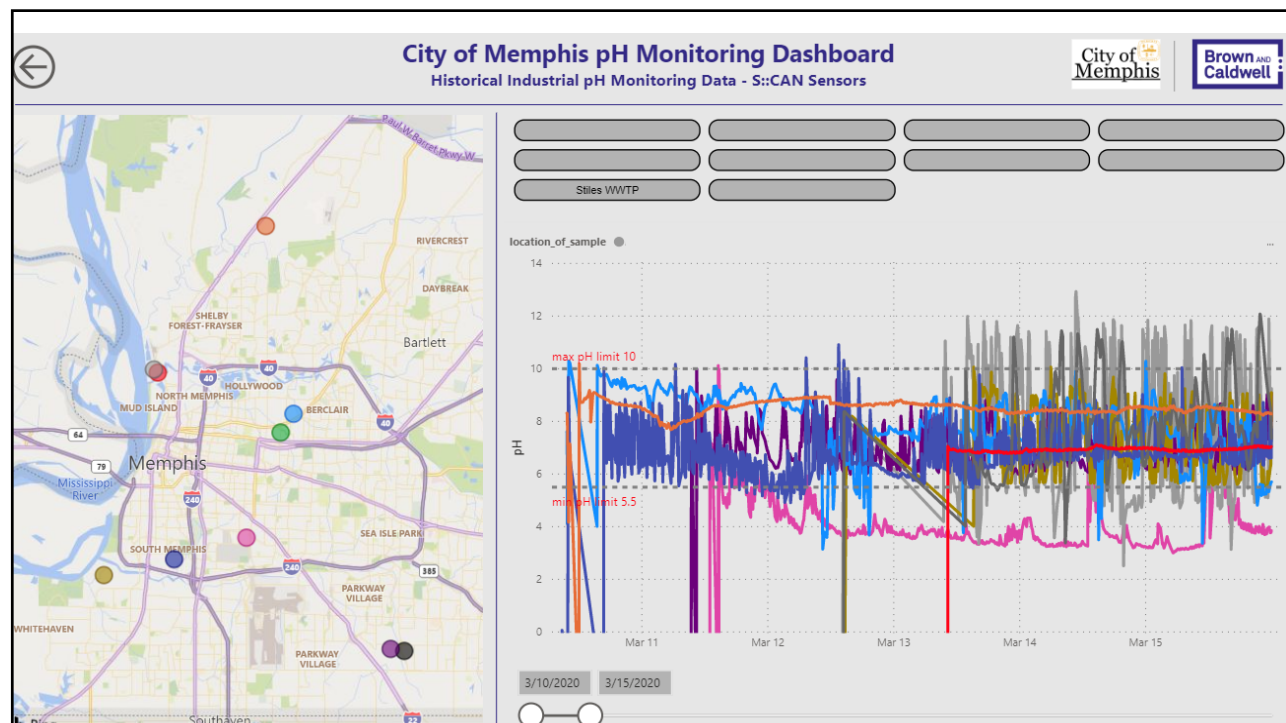 City of Memphis pH Monitoring Dashboard
Historical Industrial pH Monitoring Data - S::CAN Sensors
City of
Memphis
Brown AND
Caldwell
Paul W. Barret Pkwy W
RIVERCREST
DAYBREAK
SHELBY
FOREST-FRAYSER
Bartlett
40
40
HOLLYWOOD
NORTH MEMPHIS
MUD ISLAND
BERCLAIR
40
64
Memphis
79
Mississippi
River
240
SEA ISLE PARK
SOUTH MEMPHIS
240
385
PARKWAY
VILLAGE
WHITEHAVEN
PARKWAY
VILLAGE
22
Southaven
Stiles WWTP
location_of_sample
...
14
12
max pH limit 10
10
8
pH
6
min pH limit 5.5
4
2
0
Mar 11
Mar 12
Mar 13
Mar 14
Mar 15
3/10/2020
3/15/2020